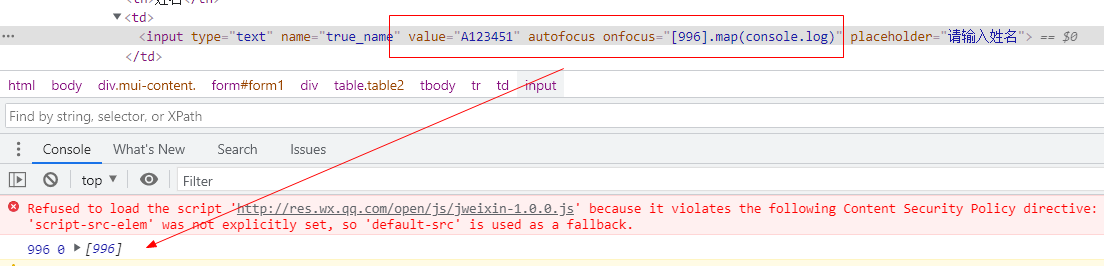 <th>姓名</th>
▼<td>
··· <input type="text" name="true_name" value="A123451" autofocus onfocus="[996].map(console.log)" placeholder="请输入姓名"> == $0
</td>
html body div.mui-content. form#form1 div table.table2 tbody tr td input
Find by string, selector, or XPath
Console What's New Search Issues
top ▼ Filter
Refused to load the script 'http://res.wx.qq.com/open/js/jweixin-1.0.0.js' because it violates the following Content Security Policy directive:
'script-src-elem' was not explicitly set, so 'default-src' is used as a fallback.
996 0 ▶ [996]